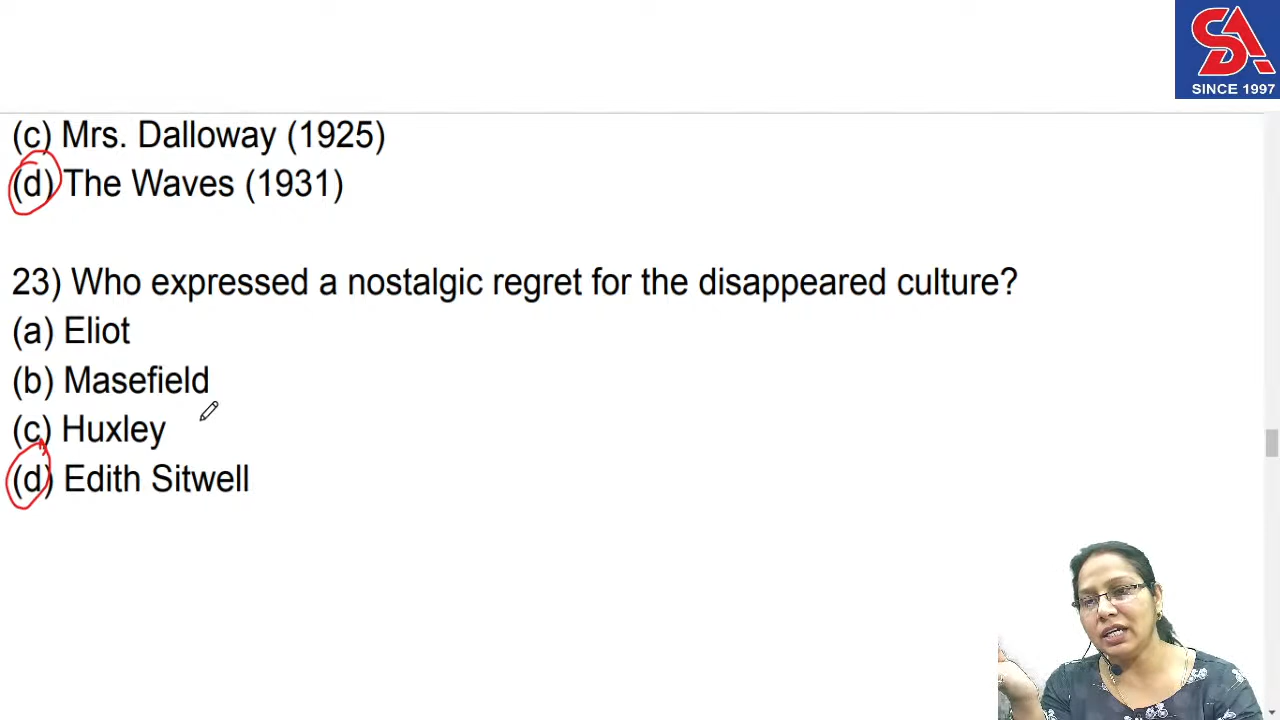 SA
SINCE 1997
(c) Mrs. Dalloway (1925)
(d) The Waves (1931)
23) Who expressed a nostalgic regret for the disappeared culture?
(a) Eliot
(b) Masefield
(c) Huxley
(d) Edith Sitwell